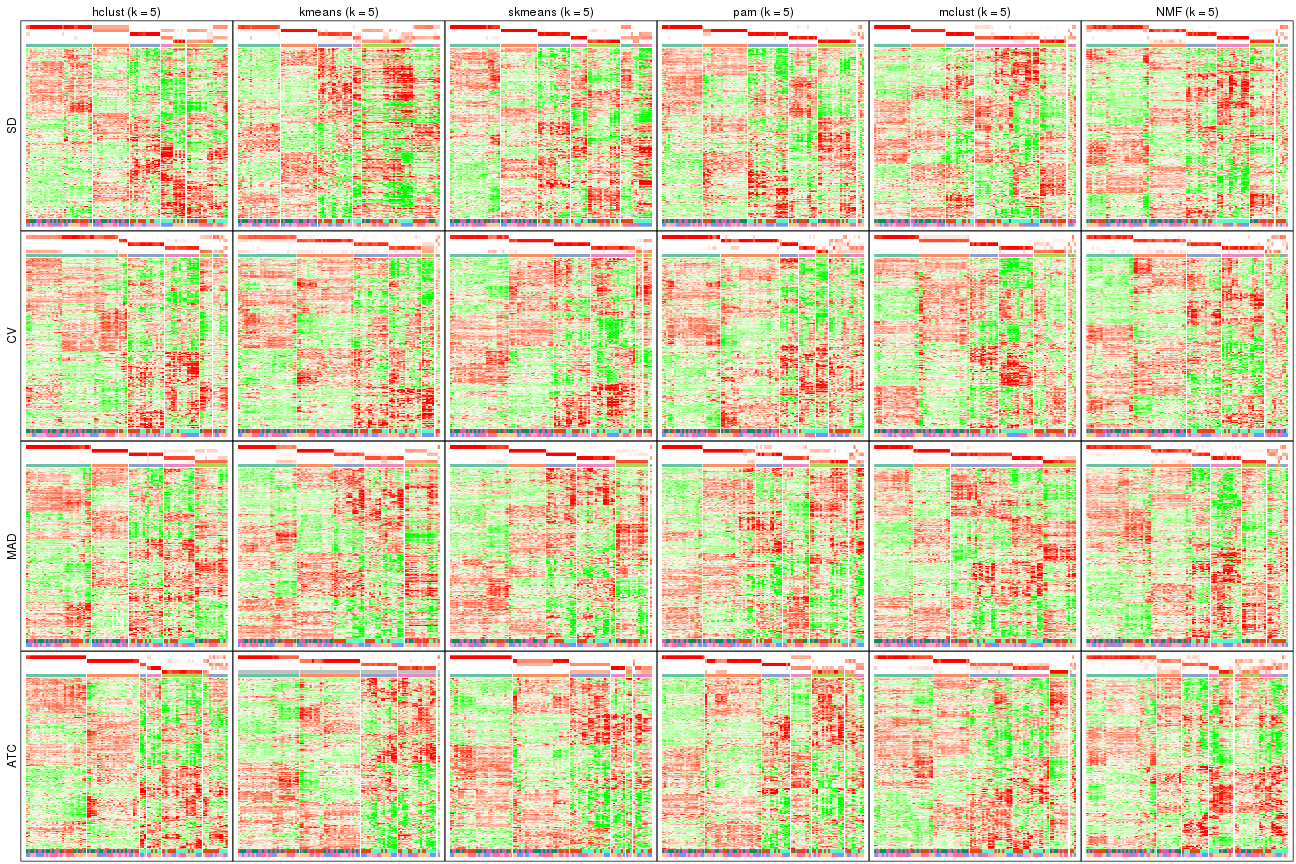 hclust (k = 5)
kmeans (k = 5)
skmeans (k = 5)
pam (k = 5)
mclust (k = 5)
NMF (k = 5)
SD
CV
MAD
ATC